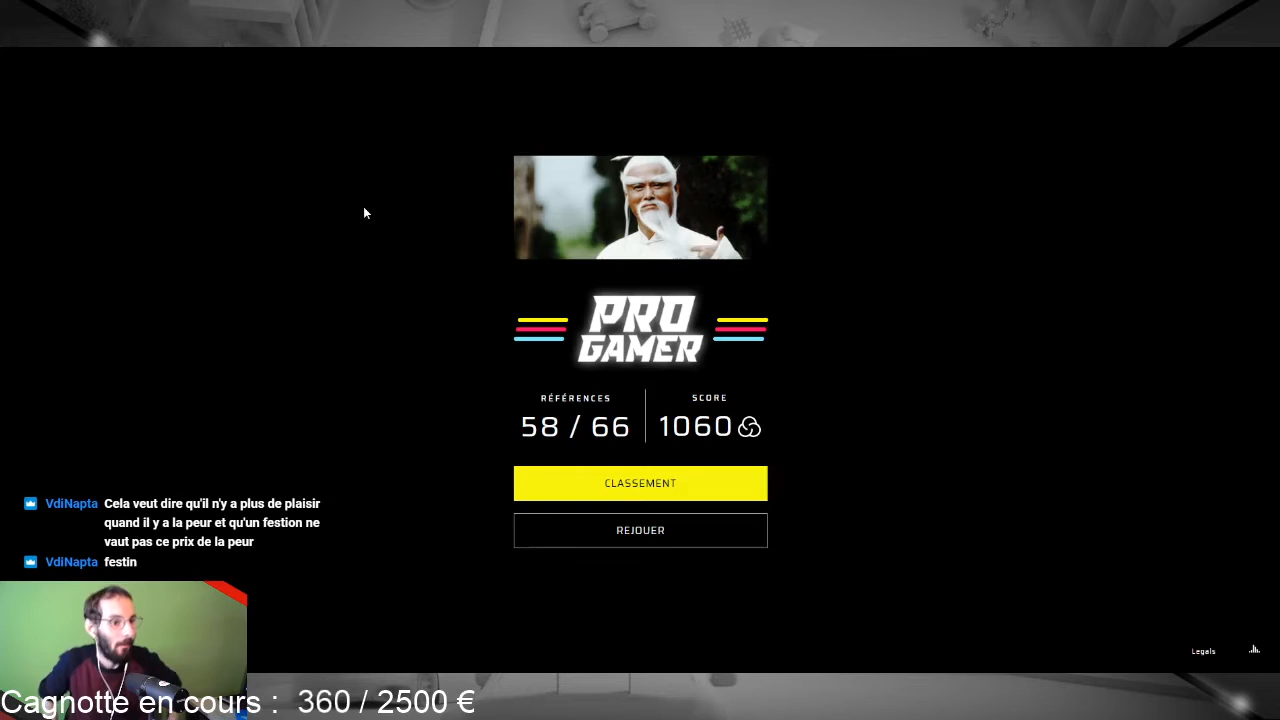 PRO
GAMER
RÉFÉRENCES
58 / 66
SCORE
1060
CLASSEMENT
REJOUER
VdiNapta Cela veut dire qu'il n'y a plus de plaisir
quand il y a la peur et qu'un festion ne
vaut pas ce prix de la peur
VdiNapta festin
Legals
Cagnotte en cours : 360 / 2500 €